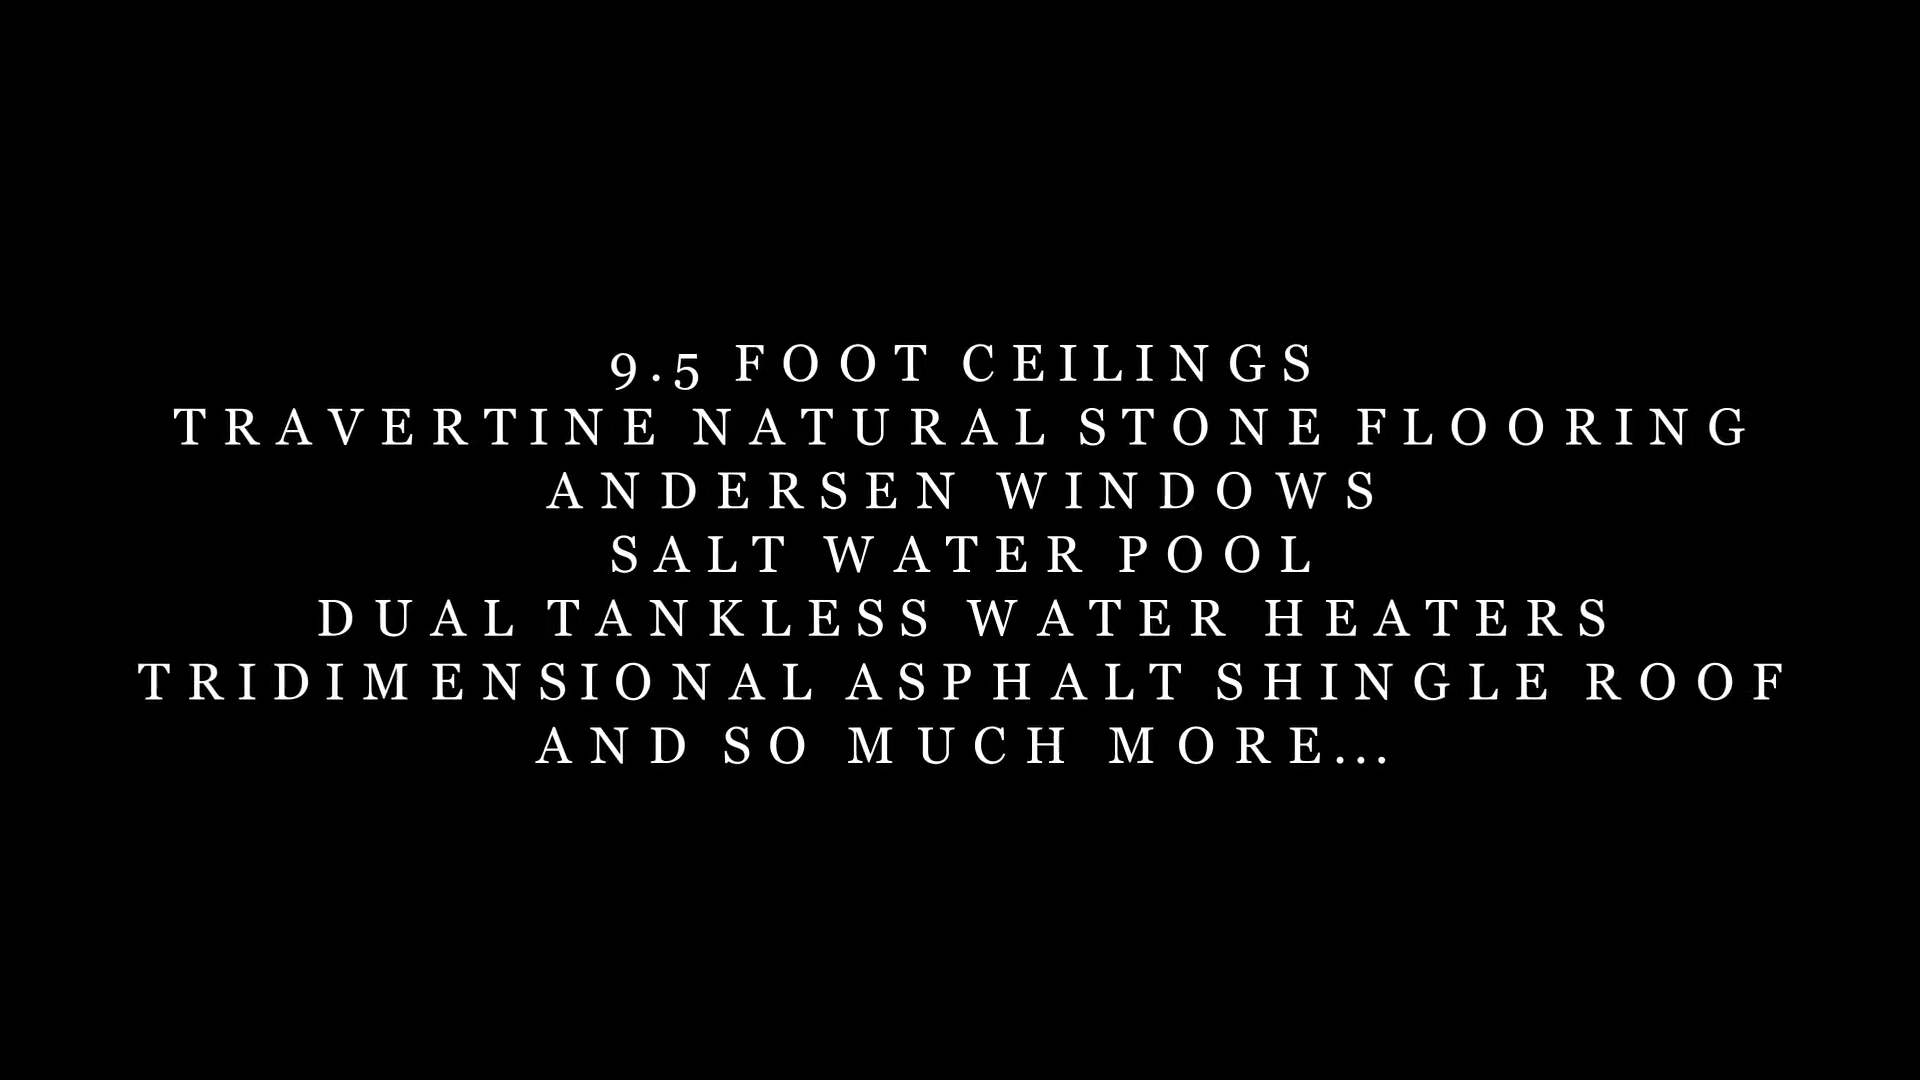 9.5 FOOT CEILINGS
TRAVERTINE NATURAL STONE FLOORING
ANDERSEN WINDOWS
SALT WATER POOL
DUAL TANKLESS WATER HEATERS
TRIDIMENSIONAL ASPHALT SHINGLE ROOF
AND SO MUCH MORE...